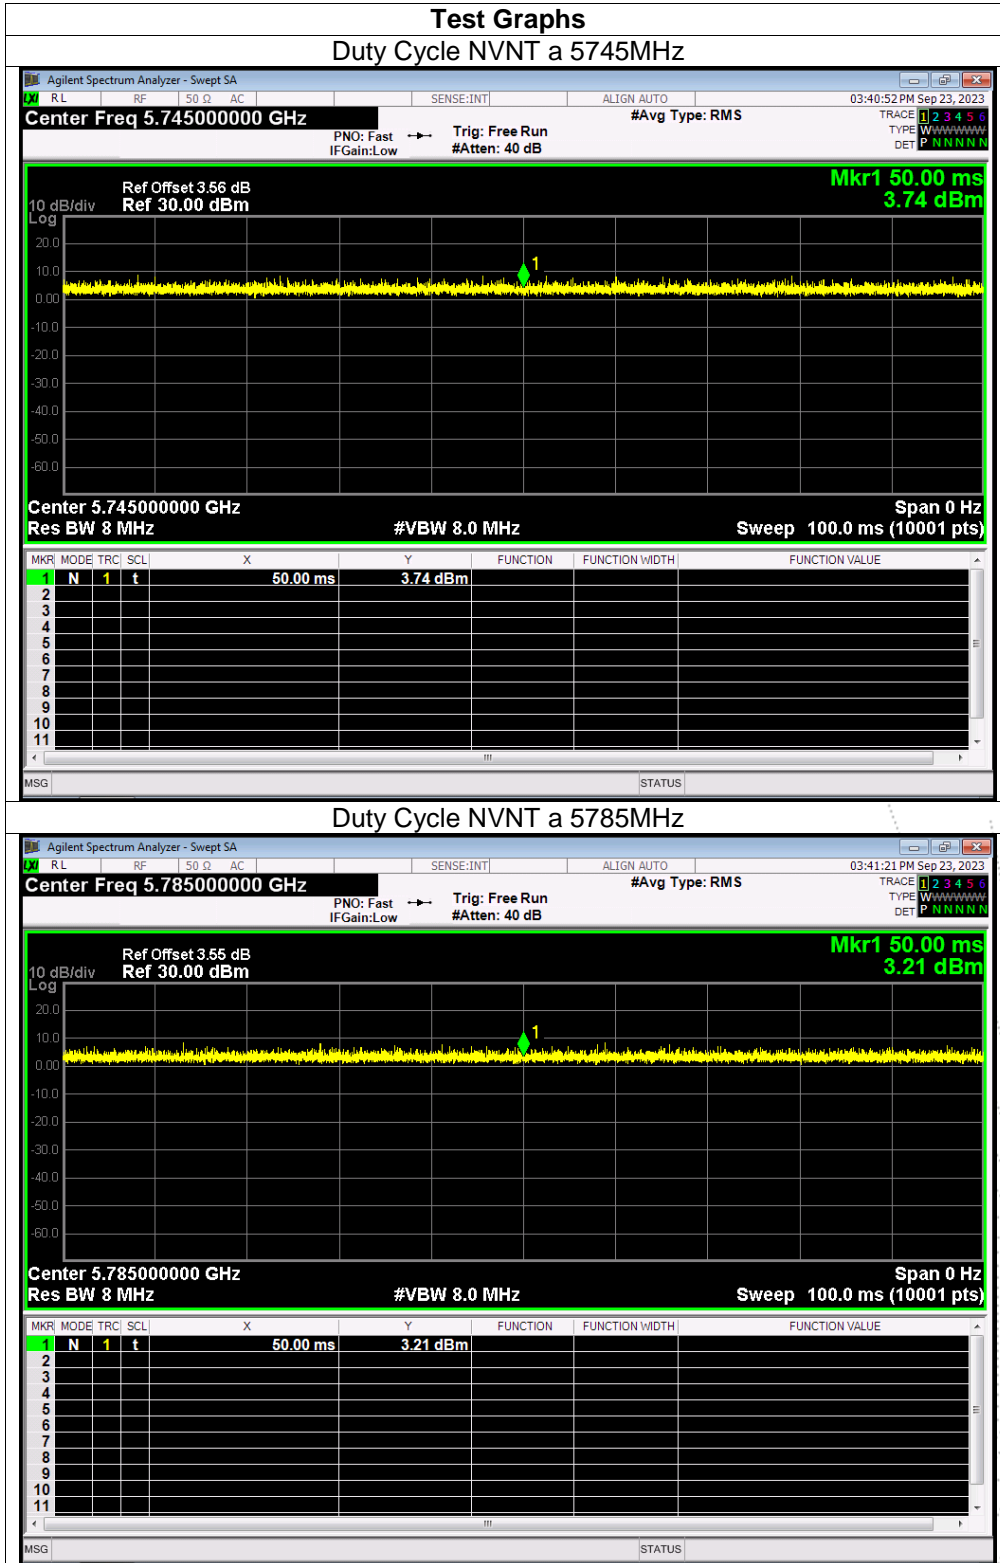 Test Graphs
Duty Cycle NVNT a 5745MHz
Agilent Spectrum Analyzer - Swept SA
LXI RL RF 50 Ω AC SENSE:INT ALIGN AUTO 03:40:52 PM Sep 23, 2023
Center Freq 5.745000000 GHz #Avg Type: RMS TRACE 1 2 3 4 5 6
PNO: Fast Trig: Free Run TYPE WWWWWWW
IFGain:Low #Atten: 40 dB DET P N N N N N
Mkr1 50.00 ms
Ref Offset 3.56 dB
10 dB/div Ref 30.00 dBm 3.74 dBm
Log
20.0
1
10.0
0.00
-10.0
-20.0
-30.0
-40.0
-50.0
-60.0
Center 5.745000000 GHz Span 0 Hz
Res BW 8 MHz #VBW 8.0 MHz Sweep 100.0 ms (10001 pts)
MKR MODE TRC SCL X Y FUNCTION FUNCTION WIDTH FUNCTION VALUE
1 N 1 t 50.00 ms 3.74 dBm
2
3
4
5
6
7
8
9
10
11
MSG STATUS
Duty Cycle NVNT a 5785MHz
Agilent Spectrum Analyzer - Swept SA
LXI RL RF 50 Ω AC SENSE:INT ALIGN AUTO 03:41:21 PM Sep 23, 2023
Center Freq 5.785000000 GHz #Avg Type: RMS TRACE 1 2 3 4 5 6
PNO: Fast Trig: Free Run TYPE WWWWWWW
IFGain:Low #Atten: 40 dB DET P N N N N N
Mkr1 50.00 ms
Ref Offset 3.55 dB
10 dB/div Ref 30.00 dBm 3.21 dBm
Log
20.0
1
10.0
0.00
-10.0
-20.0
-30.0
-40.0
-50.0
-60.0
Center 5.785000000 GHz Span 0 Hz
Res BW 8 MHz #VBW 8.0 MHz Sweep 100.0 ms (10001 pts)
MKR MODE TRC SCL X Y FUNCTION FUNCTION WIDTH FUNCTION VALUE
1 N 1 t 50.00 ms 3.21 dBm
2
3
4
5
6
7
8
9
10
11
MSG STATUS